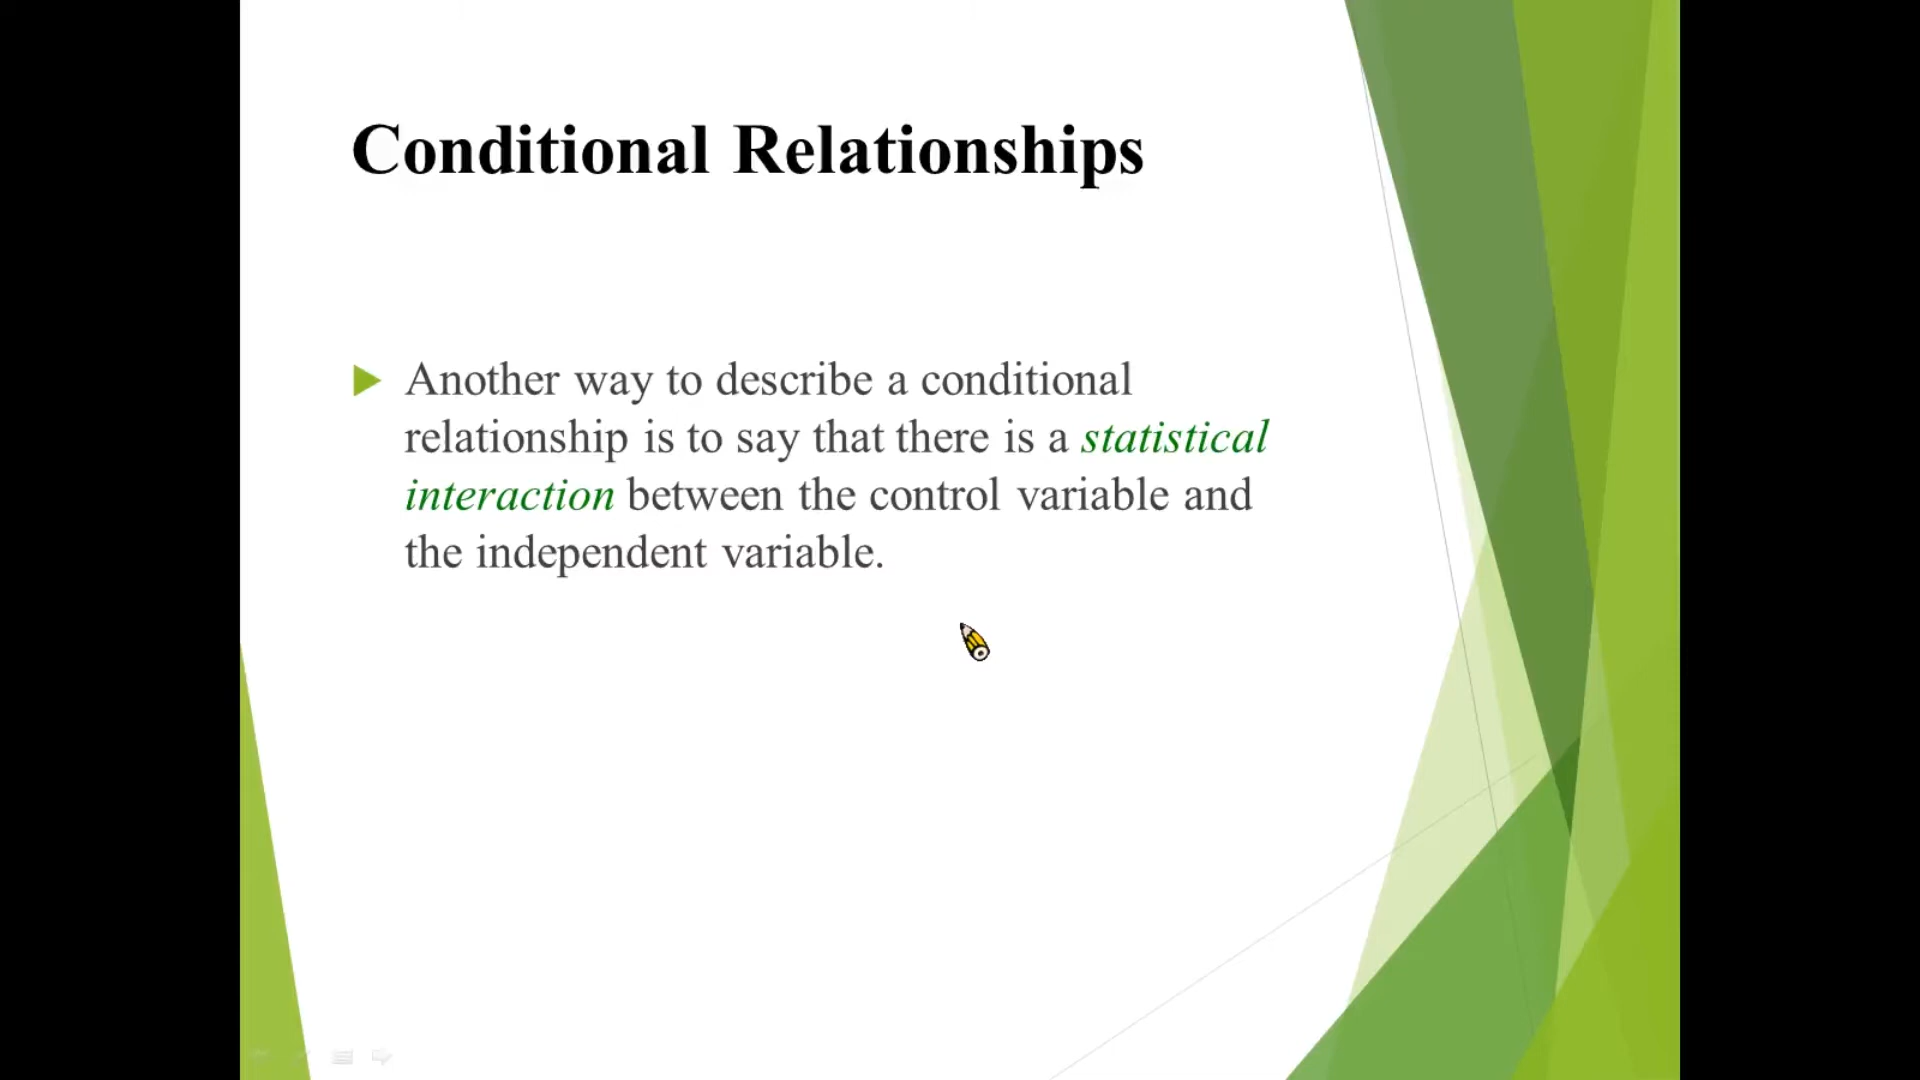 Conditional Relationships
Another way to describe a conditional
relationship is to say that there is a statistical
interaction between the control variable and
the independent variable.